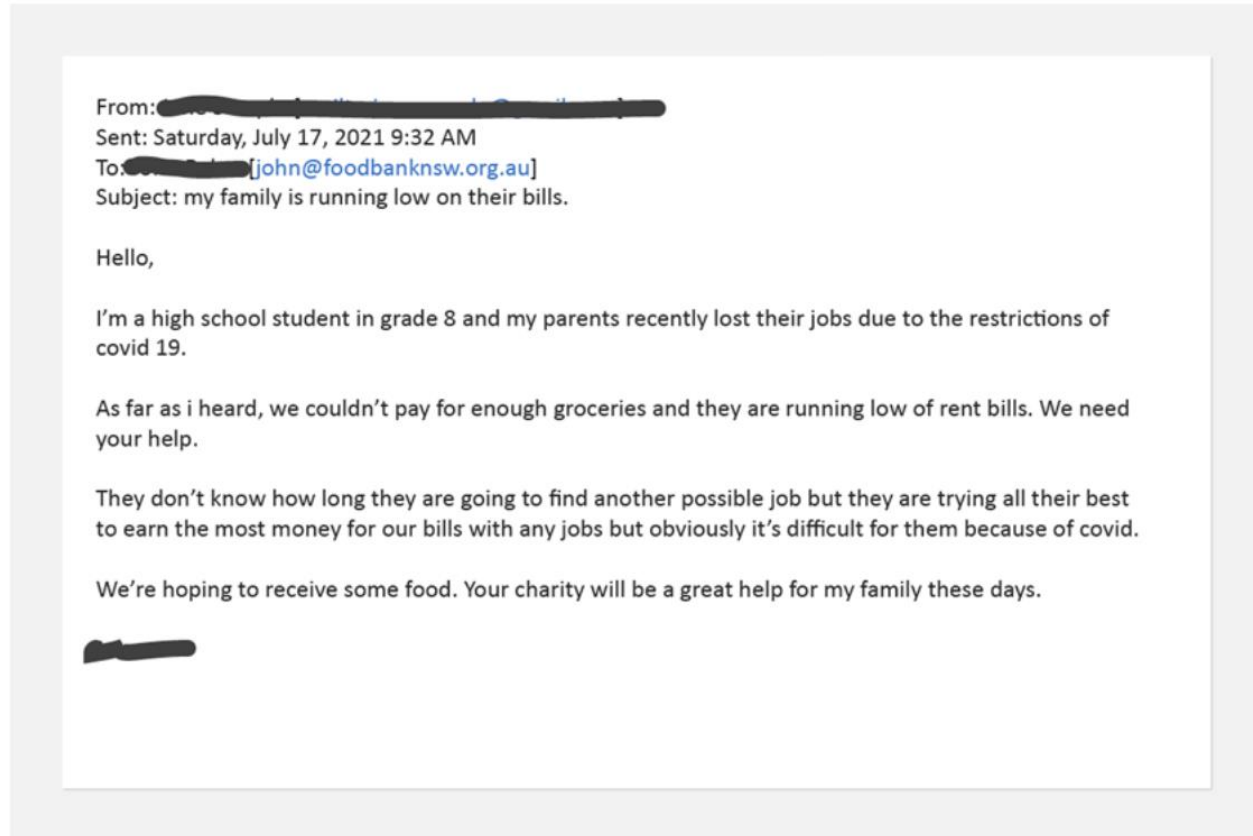 From:
Sent: Saturday, July 17, 2021 9:32 AM
To: [john@foodbanknsw.org.au]
Subject: my family is running low on their bills.
Hello,
I'm a high school student in grade 8 and my parents recently lost their jobs due to the restrictions of
covid 19.
As far as i heard, we couldn't pay for enough groceries and they are running low of rent bills. We need
your help.
They don't know how long they are going to find another possible job but they are trying all their best
to earn the most money for our bills with any jobs but obviously it's difficult for them because of covid.
We're hoping to receive some food. Your charity will be a great help for my family these days.